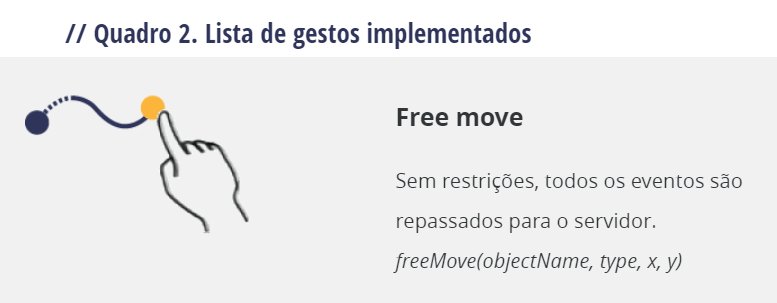 // Quadro 2. Lista de gestos implementados
Free move
Sem restrições, todos os eventos são
repassados para o servidor.
freeMove(objectName, type, x, y)